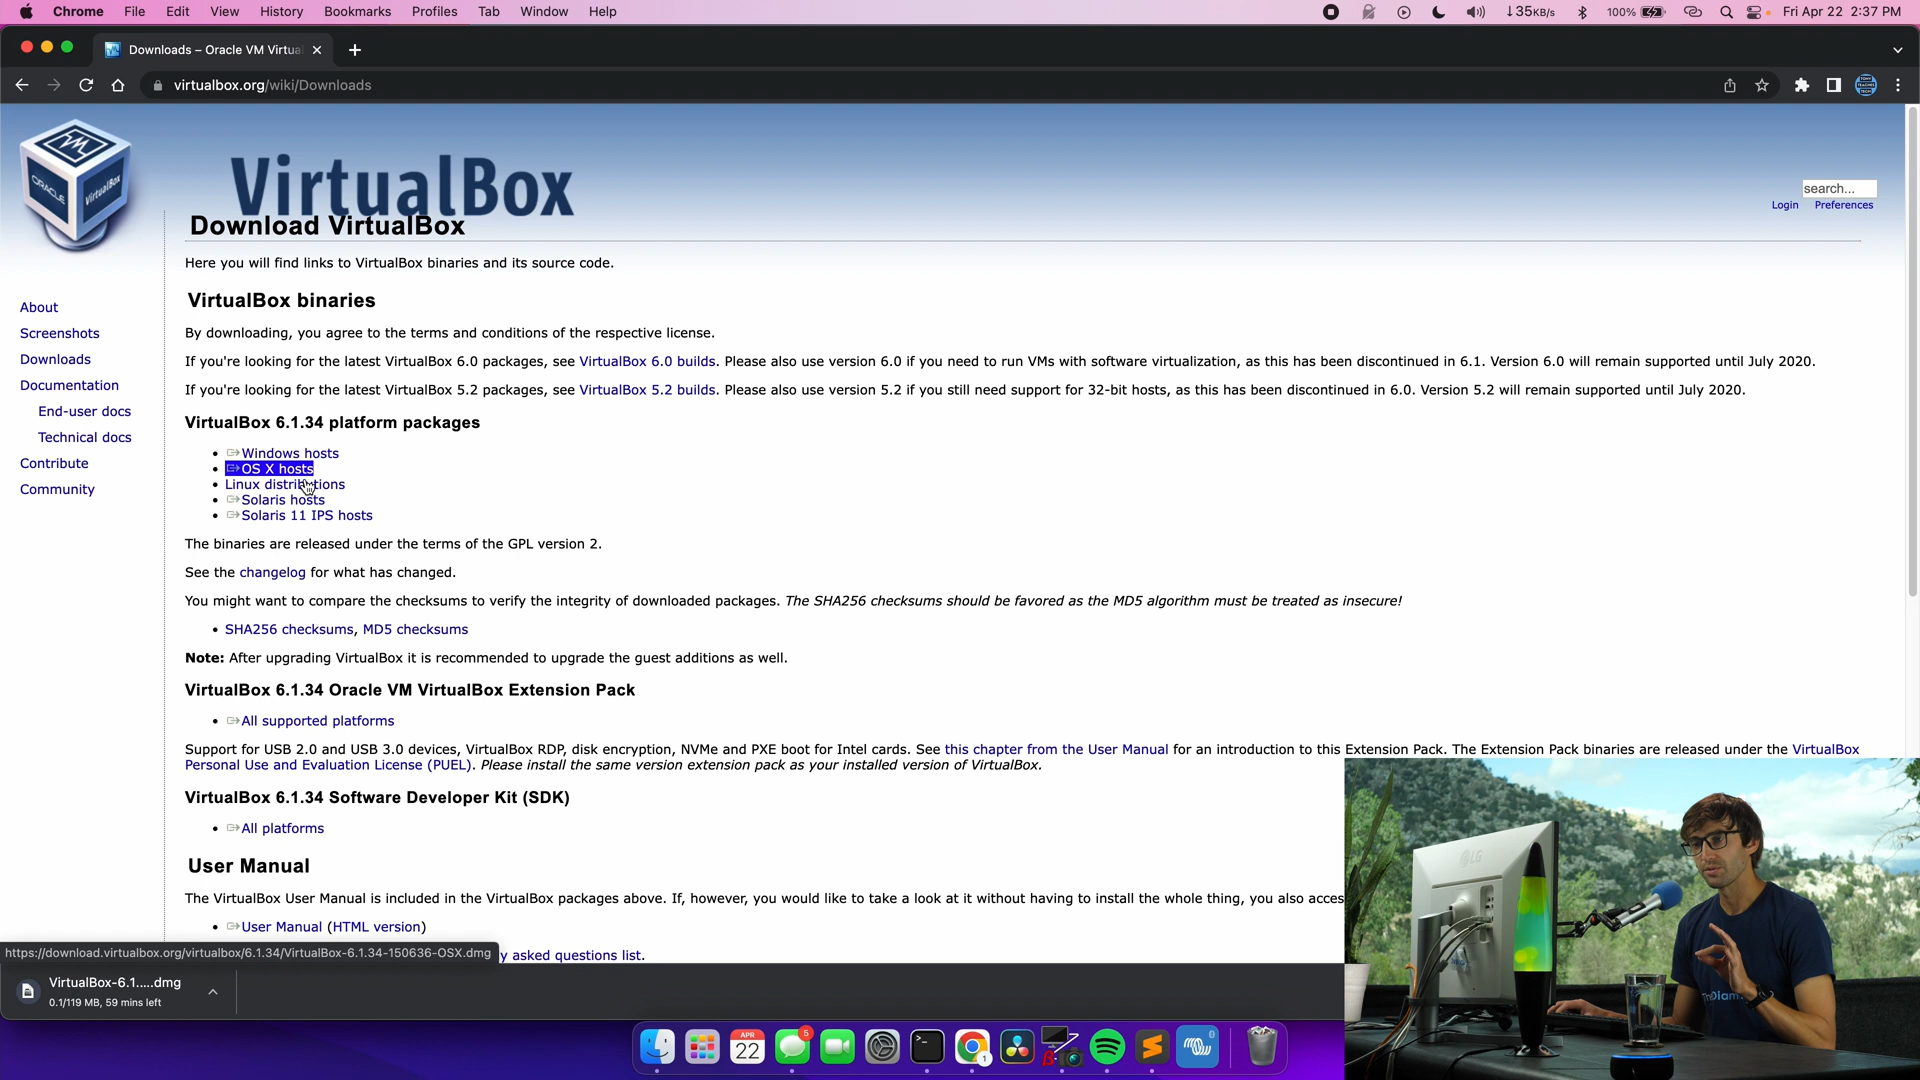 Chrome File Edit View History Bookmarks Profiles Tab Window Help
↓35KB/s 100% Fri Apr 22 2:37 PM
Downloads – Oracle VM Virtua
virtualbox.org/wiki/Downloads
ORACLE
VirtualBox
VirtualBox
search...
Login Preferences
Download VirtualBox
Here you will find links to VirtualBox binaries and its source code.
About
Screenshots
Downloads
Documentation
End-user docs
Technical docs
Contribute
Community
VirtualBox binaries
By downloading, you agree to the terms and conditions of the respective license.
If you're looking for the latest VirtualBox 6.0 packages, see VirtualBox 6.0 builds. Please also use version 6.0 if you need to run VMs with software virtualization, as this has been discontinued in 6.1. Version 6.0 will remain supported until July 2020.
If you're looking for the latest VirtualBox 5.2 packages, see VirtualBox 5.2 builds. Please also use version 5.2 if you still need support for 32-bit hosts, as this has been discontinued in 6.0. Version 5.2 will remain supported until July 2020.
VirtualBox 6.1.34 platform packages
• Windows hosts
• OS X hosts
• Linux distributions
• Solaris hosts
• Solaris 11 IPS hosts
The binaries are released under the terms of the GPL version 2.
See the changelog for what has changed.
You might want to compare the checksums to verify the integrity of downloaded packages. The SHA256 checksums should be favored as the MD5 algorithm must be treated as insecure!
• SHA256 checksums, MD5 checksums
Note: After upgrading VirtualBox it is recommended to upgrade the guest additions as well.
VirtualBox 6.1.34 Oracle VM VirtualBox Extension Pack
• All supported platforms
Support for USB 2.0 and USB 3.0 devices, VirtualBox RDP, disk encryption, NVMe and PXE boot for Intel cards. See this chapter from the User Manual for an introduction to this Extension Pack. The Extension Pack binaries are released under the VirtualBox
Personal Use and Evaluation License (PUEL). Please install the same version extension pack as your installed version of VirtualBox.
VirtualBox 6.1.34 Software Developer Kit (SDK)
• All platforms
User Manual
The VirtualBox User Manual is included in the VirtualBox packages above. If, however, you would like to take a look at it without having to install the whole thing, you also acces
• User Manual (HTML version)
y asked questions list.
https://download.virtualbox.org/virtualbox/6.1.34/VirtualBox-6.1.34-150636-OSX.dmg
VirtualBox-6.1.....dmg
0.1/119 MB, 59 mins left
APR
22
5
1
LG